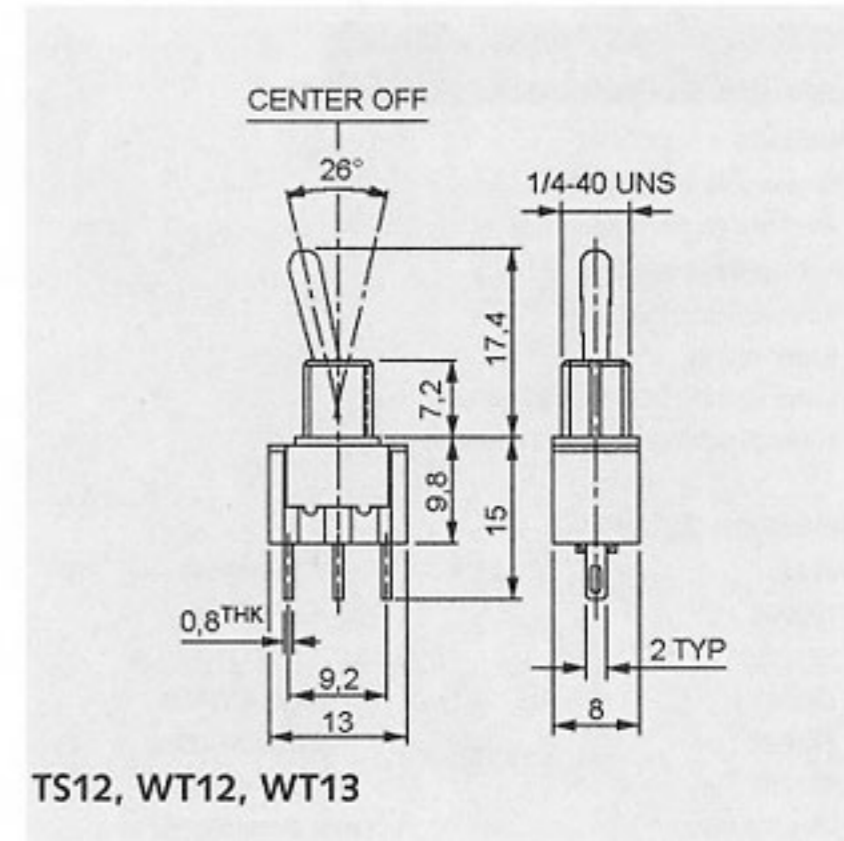 CENTER OFF
26°
1/4-40 UNS
17,4
7,2
9,8
15
0,8THK
9,2
13
2 TYP
8
TS12, WT12, WT13